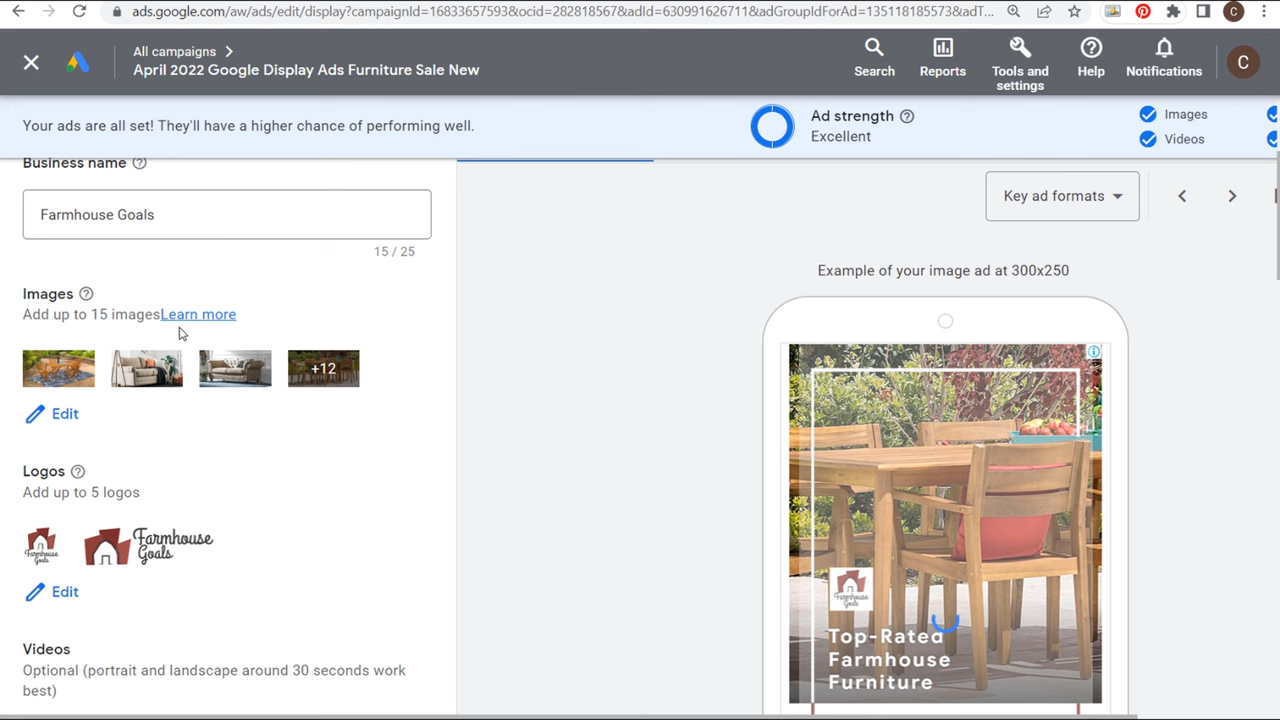 ads.google.com/aw/ads/edit/display?campaignId=16833657593&ocid=282818567&adId=630991626711&adGroupIdForAd=135118185573&adT...
C
All campaigns
April 2022 Google Display Ads Furniture Sale New
Search
Reports
Tools and
settings
Help
Notifications
C
Your ads are all set! They'll have a higher chance of performing well.
Ad strength
Excellent
Images
Videos
Business name
Farmhouse Goals
15 / 25
Images
Add up to 15 imagesLearn more
+12
Edit
Logos
Add up to 5 logos
Farmhouse
Goals
Farmhouse
Goals
Edit
Videos
Optional (portrait and landscape around 30 seconds work
best)
Key ad formats
Example of your image ad at 300x250
Farmhouse
Goals
Top-Rated
Farmhouse
Furniture